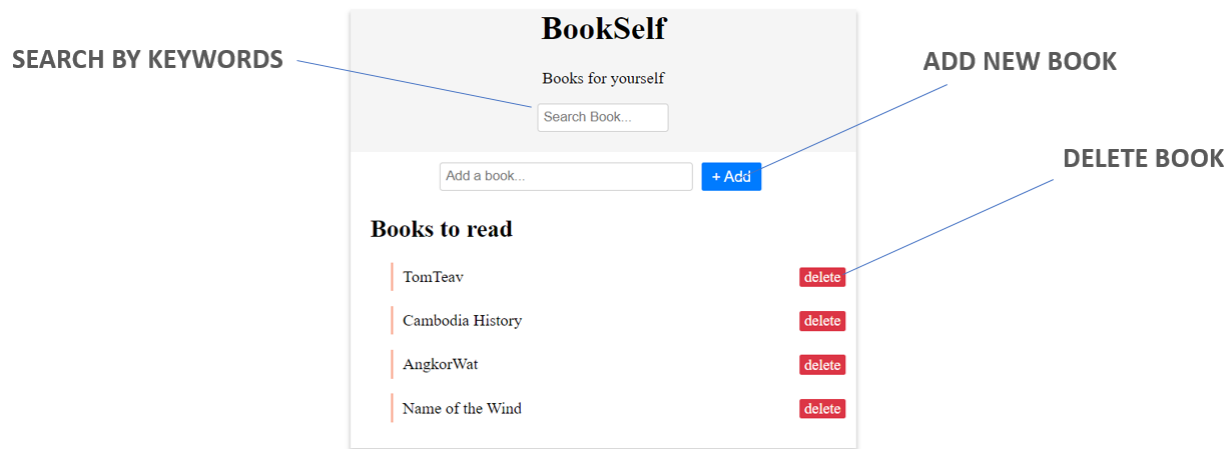 BookSelf
SEARCH BY KEYWORDS
ADD NEW BOOK
Books for yourself
Search Book...
DELETE BOOK
Add a book...
+ Add
Books to read
TomTeav
delete
Cambodia History
delete
AngkorWat
delete
Name of the Wind
delete